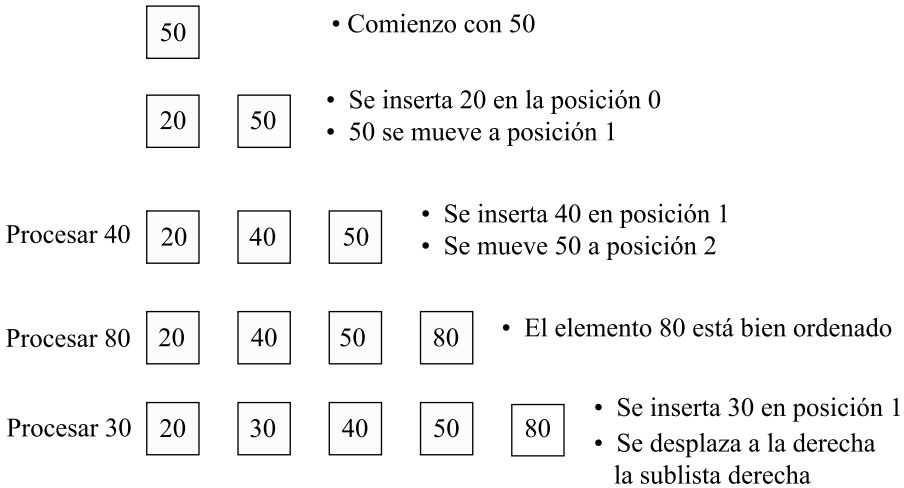 50
• Comienzo con 50
20 50
• Se inserta 20 en la posición 0
• 50 se mueve a posición 1
Procesar 40 20 40 50
• Se inserta 40 en posición 1
• Se mueve 50 a posición 2
Procesar 80 20 40 50 80
• El elemento 80 está bien ordenado
Procesar 30 20 30 40 50 80
• Se inserta 30 en posición 1
• Se desplaza a la derecha
la sublista derecha